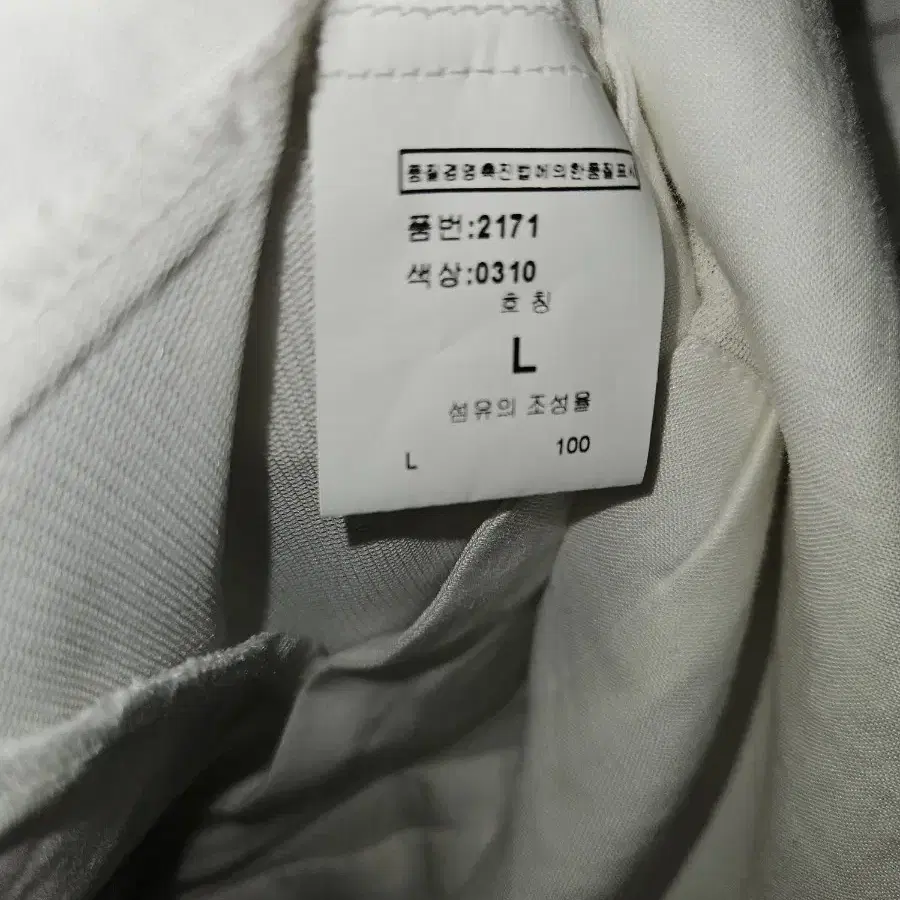 품질경영촉진법에의한품질표시
품번:2171
색상:0310
호칭
L
섬유의 조성율
L 100